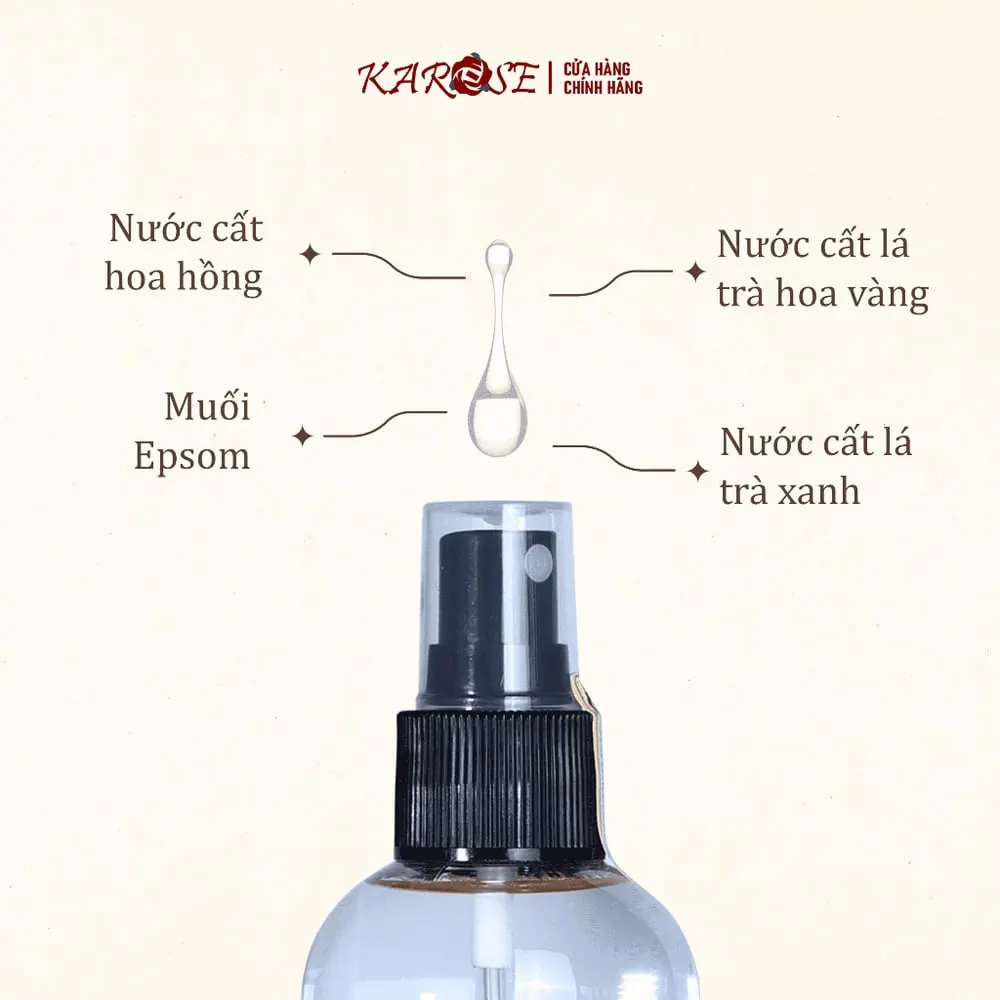 KAROSE
CỬA HÀNG
CHÍNH HÃNG
Nước cất
hoa hồng
Nước cất lá
trà hoa vàng
Muối
Epsom
Nước cất lá
trà xanh